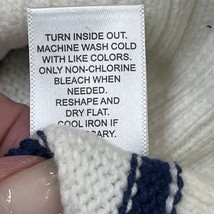 TURN INSIDE OUT.
MACHINE WASH COLD
WITH LIKE COLORS.
ONLY NON-CHLORINE
BLEACH WHEN
NEEDED.
RESHAPE AND
DRY FLAT.
COOL IRON IF